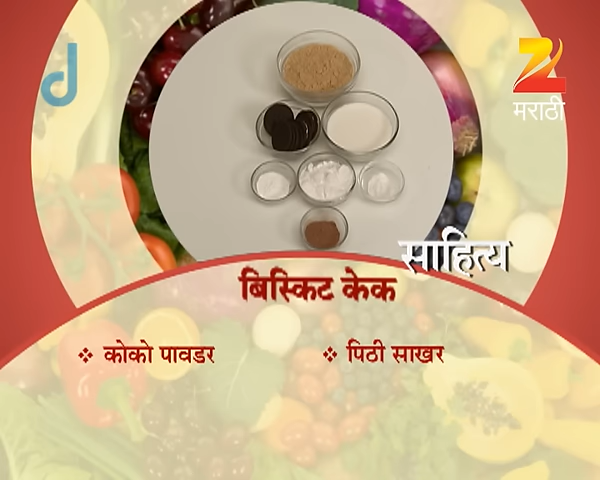 मराठी
साहित्य
बिस्किट केक
❖ कोको पावडर
❖ पिठी साखर